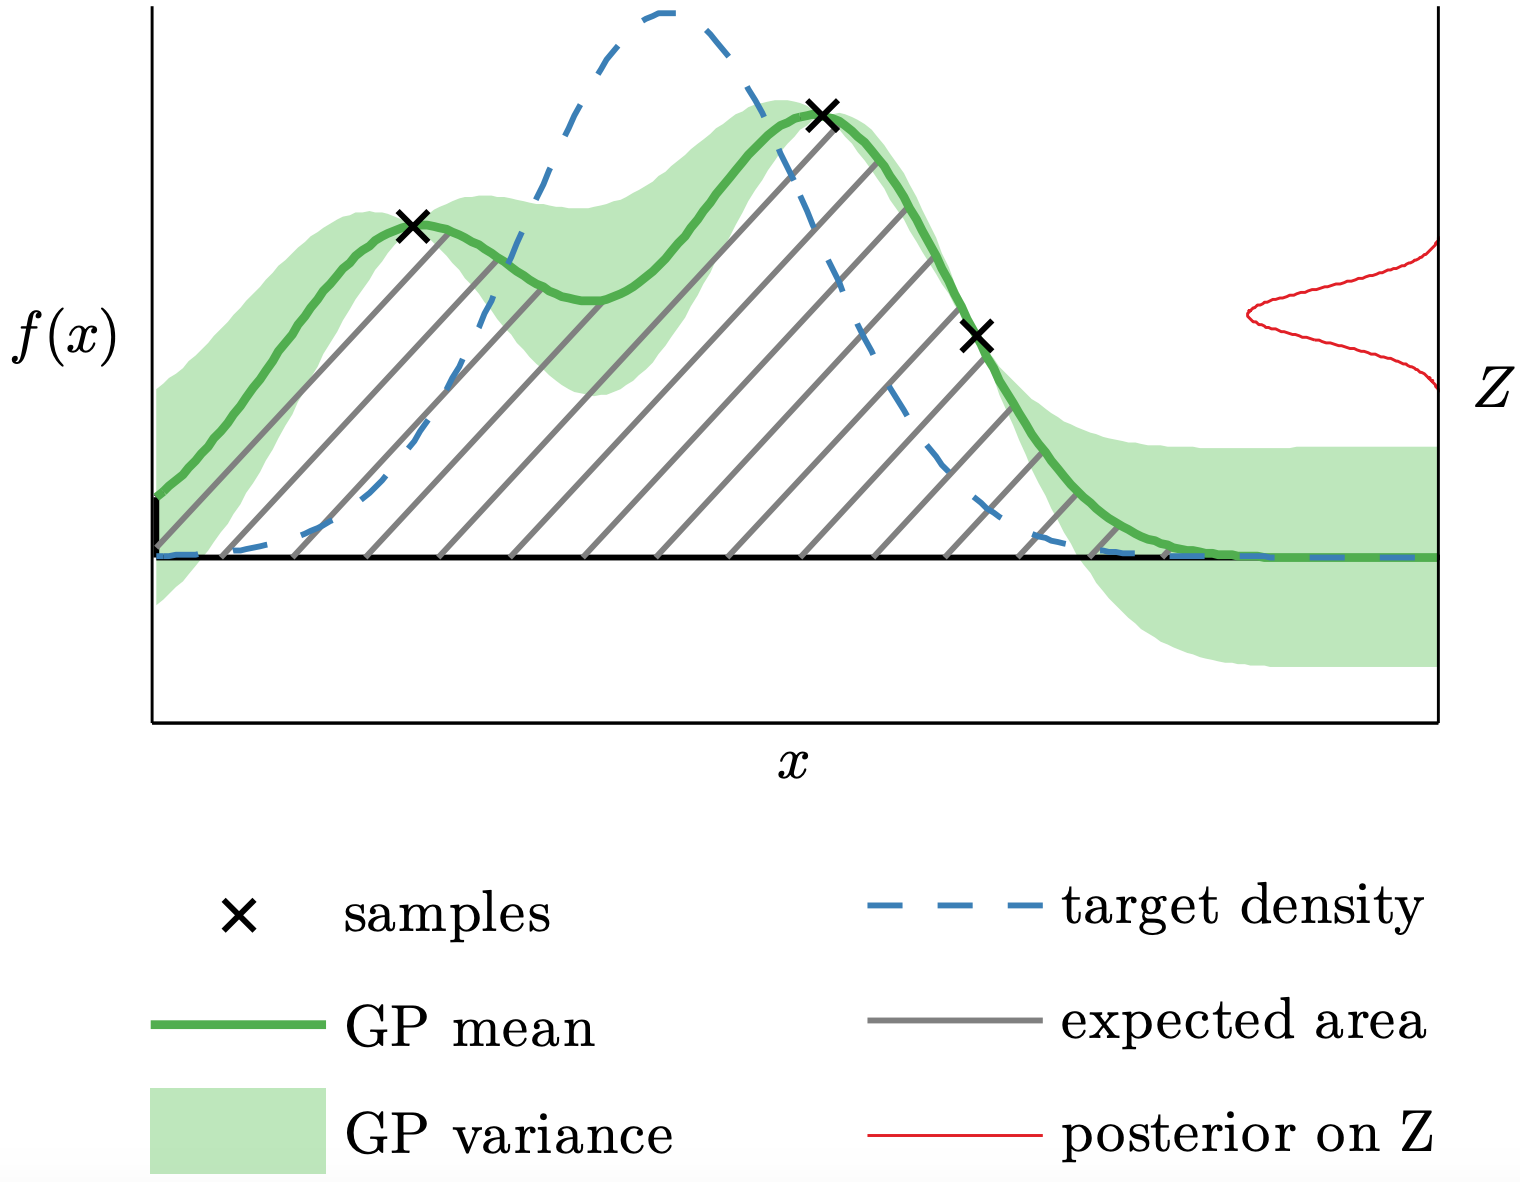 f(x)
Z
x
samples
target density
GP mean
expected area
GP variance
posterior on Z